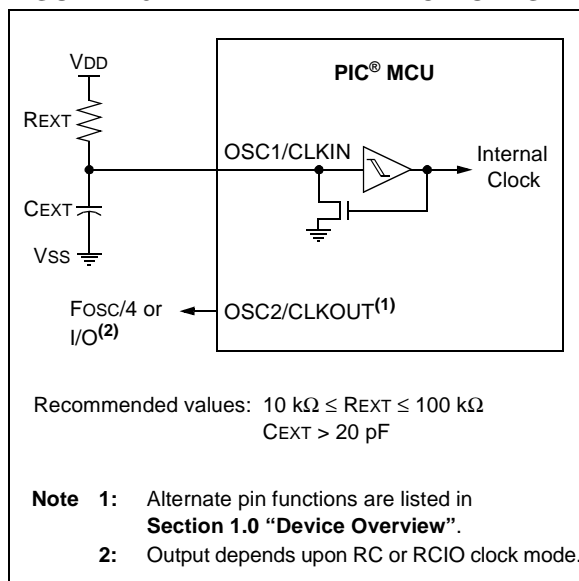 VDD
PIC® MCU
REXT
OSC1/CLKIN
Internal
Clock
CEXT
VSS
FOSC/4 or
I/O(2)
OSC2/CLKOUT(1)
Recommended values: 10 kΩ ≤ REXT ≤ 100 kΩ
CEXT > 20 pF
Note 1: Alternate pin functions are listed in
Section 1.0 “Device Overview”.
2: Output depends upon RC or RCIO clock mode.